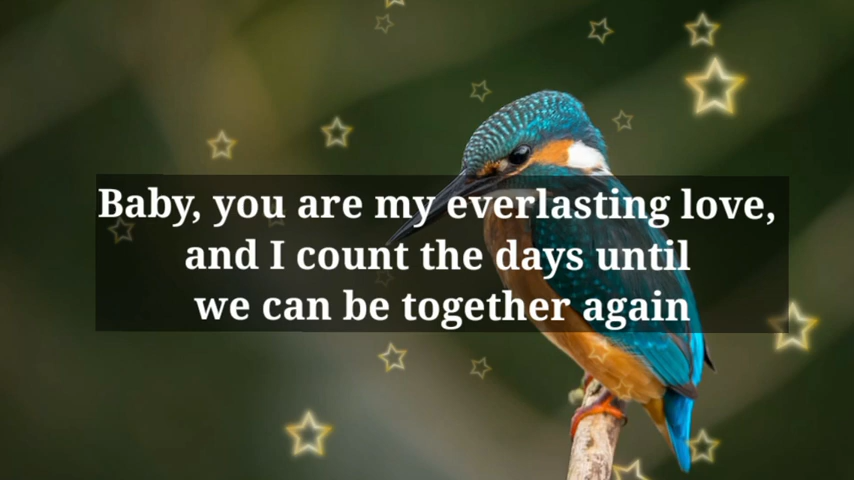 Baby, you are my everlasting love,
and I count the days until
we can be together again